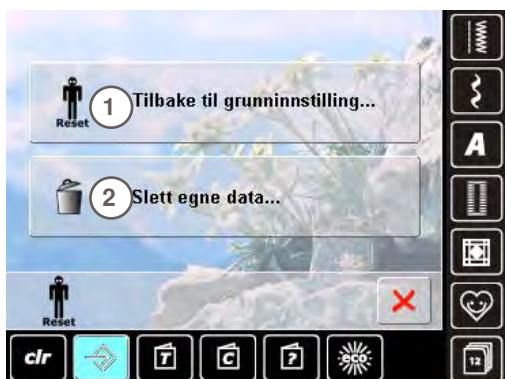 1 Tilbake til grunninnstilling...
Reset
2 Slett egne data...
Reset
A
clr T C ? eco 12